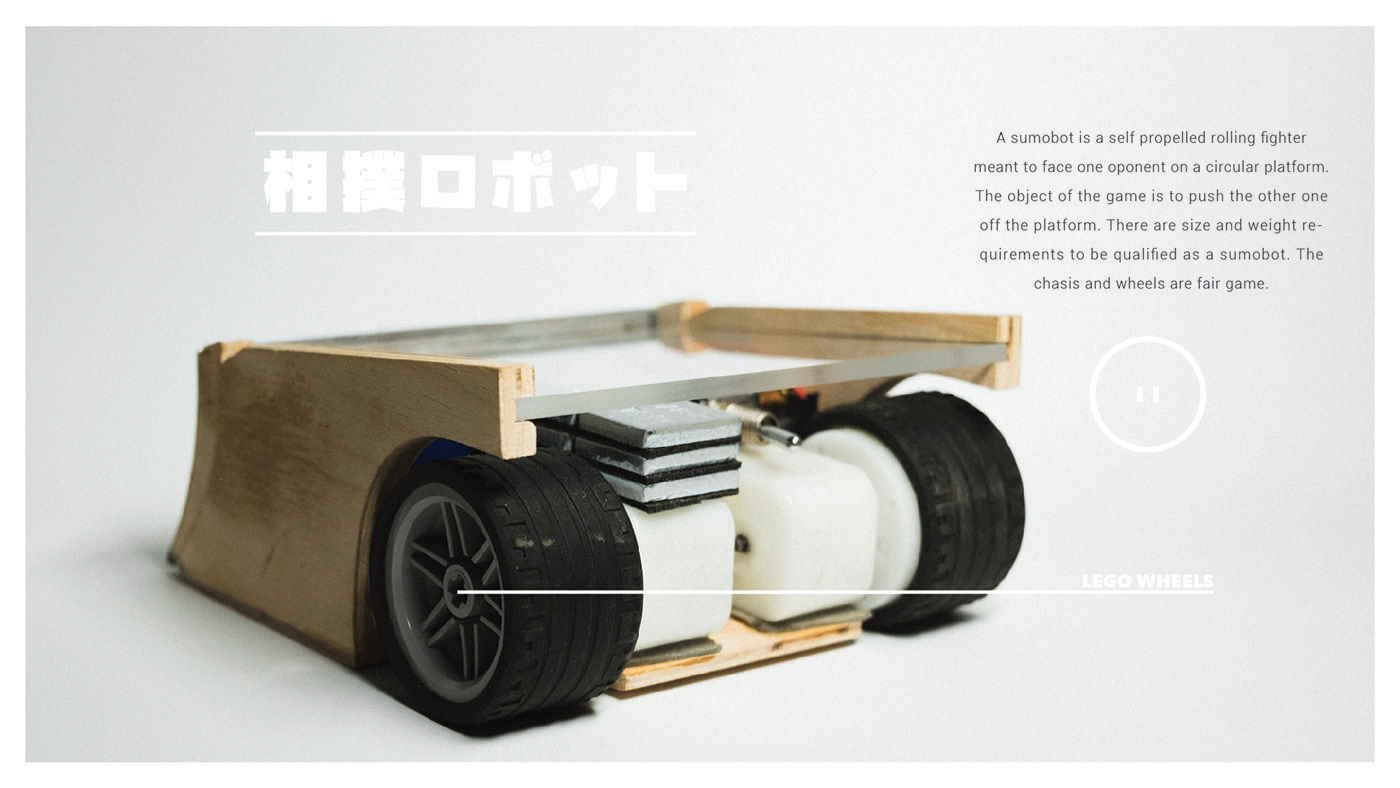 相撲ロボット
A sumobot is a self propelled rolling fighter
meant to face one oponent on a circular platform.
The object of the game is to push the other one
off the platform. There are size and weight re-
quirements to be qualified as a sumobot. The
chasis and wheels are fair game.
LEGO WHEELS